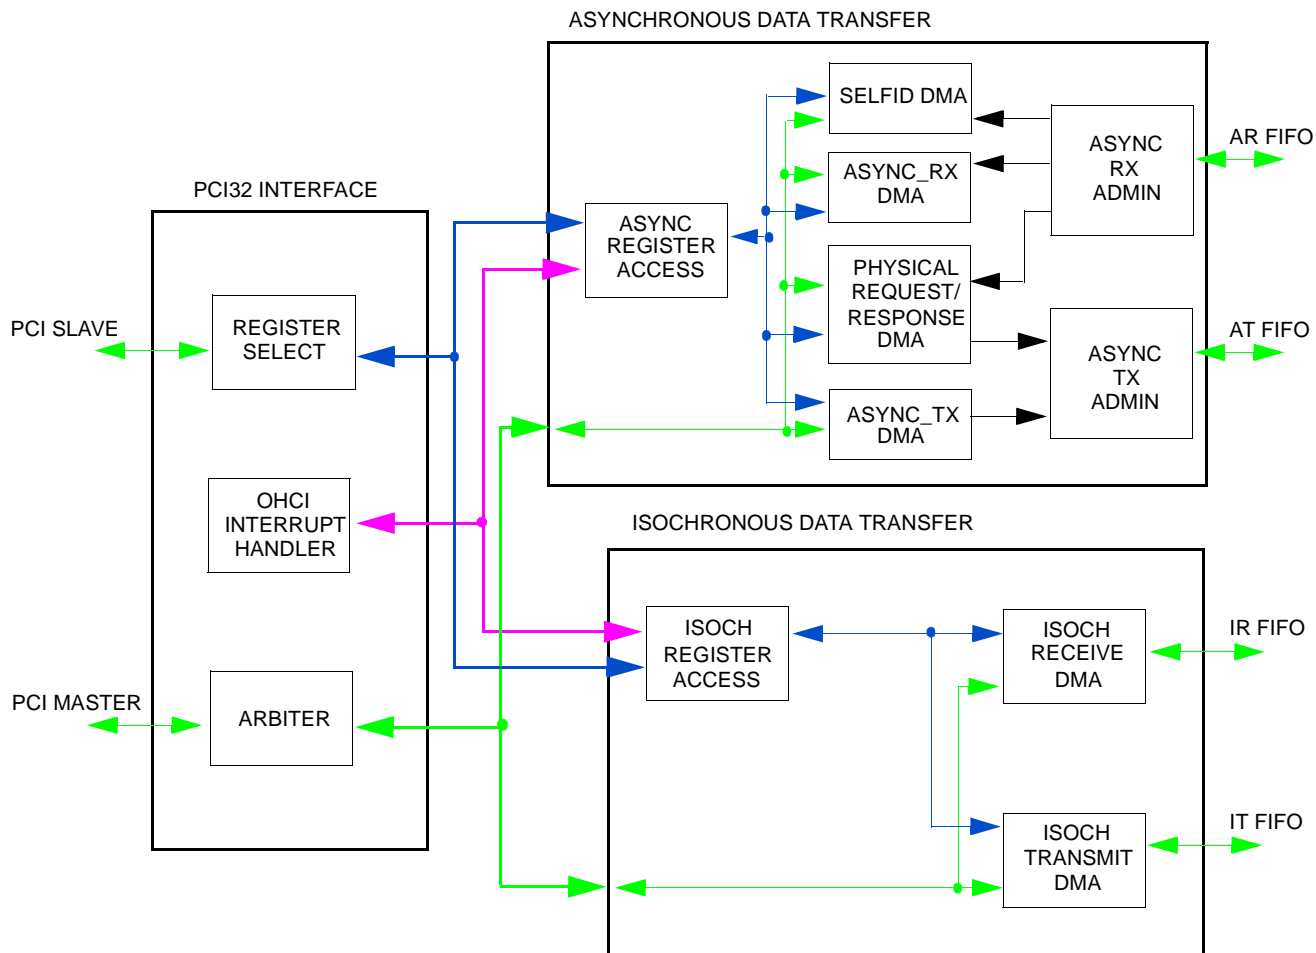 ASYNCHRONOUS DATA TRANSFER
SELFID DMA
ASYNC
RX
ADMIN
AR FIFO
ASYNC_RX
DMA
PCI32 INTERFACE
ASYNC
REGISTER
ACCESS
PHYSICAL
REQUEST/
RESPONSE
DMA
PCI SLAVE
REGISTER
SELECT
ASYNC
TX
ADMIN
AT FIFO
ASYNC_TX
DMA
OHCI
INTERRUPT
HANDLER
ISOCHRONOUS DATA TRANSFER
ISOCH
REGISTER
ACCESS
ISOCH
RECEIVE
DMA
IR FIFO
PCI MASTER
ARBITER
ISOCH
TRANSMIT
DMA
IT FIFO